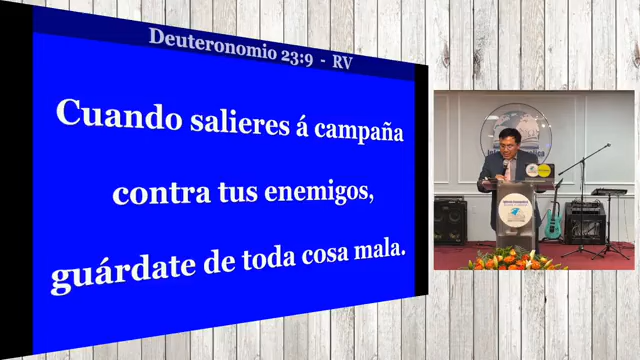 Deuteronomio 23:9 - RV
Cuando salieres á campaña
contra tus enemigos,
guárdate de toda cosa mala.